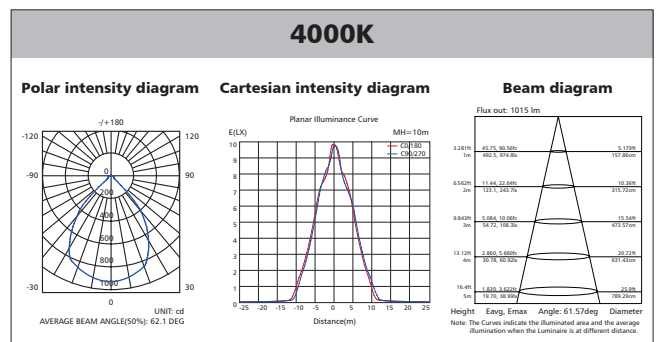 4000K
Polar intensity diagram
-/+180
-120
120
-90
90
0
200
400
600
800
1000
-30
30
0
UNIT: cd
AVERAGE BEAM ANGLE(50%): 62.1 DEG
Cartesian intensity diagram
Planar Illuminance Curve
E(LX)
MH=10m
C0/180
C90/270
10
9
8
7
6
5
4
3
2
1
0
-25 -20 -15 -10 -5 0 5 10 15 20 25
Distance(m)
Beam diagram
Flux out: 1015 lm
3.281ft 45.75, 90.56fc 5.179ft
1m 492.5, 974.8lx 157.86cm
6.562ft 11.44, 22.64fc 10.36ft
2m 123.1, 243.7lx 315.72cm
9.843ft 5.084, 10.06fc 15.54ft
3m 54.72, 108.3lx 473.57cm
13.12ft 2.860, 5.660fc 20.72ft
4m 30.78, 60.92lx 631.43cm
16.4ft 1.830, 3.622fc 25.9ft
5m 19.70, 38.99lx 789.29cm
Height Eavg, Emax Angle: 61.57deg Diameter
Note: The Curves indicate the illuminated area and the average
illumination when the Luminaire is at different distance.